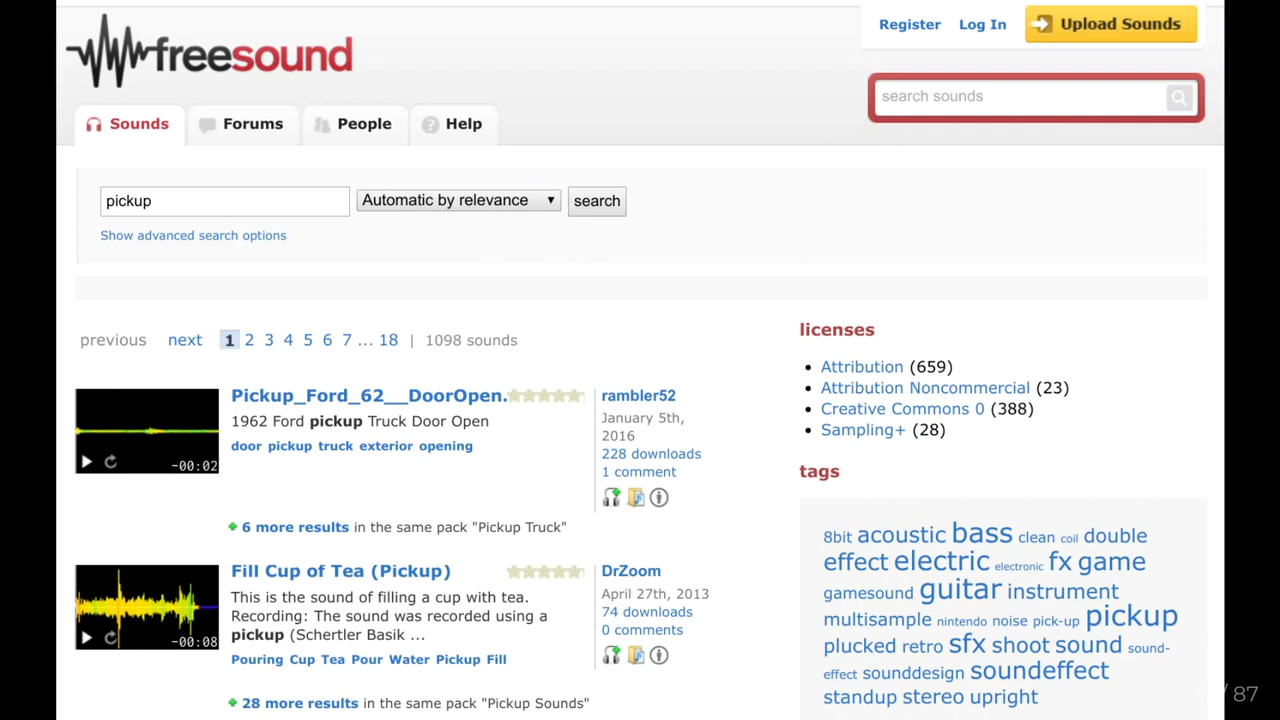 Register Log In Upload Sounds
freesound
search sounds
Sounds Forums People Help
pickup Automatic by relevance search
Show advanced search options
previous next 1 2 3 4 5 6 7 ... 18 | 1098 sounds
Pickup_Ford_62__DoorOpen.
1962 Ford pickup Truck Door Open
door pickup truck exterior opening
-00:02
rambler52
January 5th,
2016
228 downloads
1 comment
6 more results in the same pack "Pickup Truck"
Fill Cup of Tea (Pickup)
This is the sound of filling a cup with tea.
Recording: The sound was recorded using a
pickup (Schertler Basik ...
Pouring Cup Tea Pour Water Pickup Fill
-00:08
DrZoom
April 27th, 2013
74 downloads
0 comments
28 more results in the same pack "Pickup Sounds"
licenses
Attribution (659)
Attribution Noncommercial (23)
Creative Commons 0 (388)
Sampling+ (28)
tags
8bit acoustic bass clean coil double
effect electric electronic fx game
gamesound guitar instrument
multisample nintendo noise pick-up pickup
plucked retro sfx shoot sound sound-
effect sounddesign soundeffect
standup stereo upright
/ 87